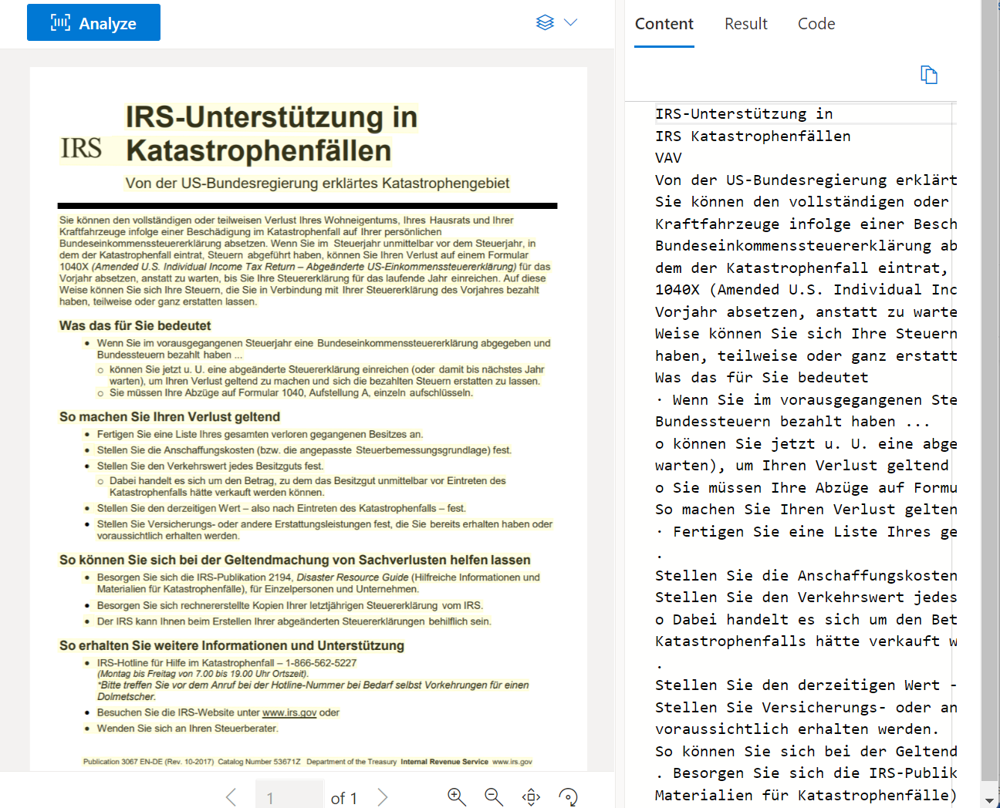 Analyze
IRS-Unterstützung in
IRS Katastrophenfällen
Von der US-Bundesregierung erklärtes Katastrophengebiet
Sie können den vollständigen oder teilweisen Verlust Ihres Wohneigentums, Ihres Hausrats und Ihrer
Kraftfahrzeuge infolge einer Beschädigung im Katastrophenfall auf Ihrer persönlichen
Bundeseinkommenssteuererklärung absetzen. Wenn Sie im Steuerjahr unmittelbar vor dem Steuerjahr, in
dem der Katastrophenfall eintrat, Steuern abgeführt haben, können Sie Ihren Verlust auf einem Formular
1040X (Amended U.S. Individual Income Tax Return – Abgeänderte US-Einkommenssteuererklärung) für das
Vorjahr absetzen, anstatt zu warten, bis Sie Ihre Steuererklärung für das laufende Jahr einreichen. Auf diese
Weise können Sie sich Ihre Steuern, die Sie in Verbindung mit Ihrer Steuererklärung des Vorjahres bezahlt
haben, teilweise oder ganz erstatten lassen.
Was das für Sie bedeutet
• Wenn Sie im vorausgegangenen Steuerjahr eine Bundeseinkommenssteuererklärung abgegeben und
Bundessteuern bezahlt haben ...
o können Sie jetzt u. U. eine abgeänderte Steuererklärung einreichen (oder damit bis nächstes Jahr
warten), um Ihren Verlust geltend zu machen und sich die bezahlten Steuern erstatten zu lassen.
o Sie müssen Ihre Abzüge auf Formular 1040, Aufstellung A, einzeln aufschlüsseln.
So machen Sie Ihren Verlust geltend
• Fertigen Sie eine Liste Ihres gesamten verloren gegangenen Besitzes an.
• Stellen Sie die Anschaffungskosten (bzw. die angepasste Steuerbemessungsgrundlage) fest.
• Stellen Sie den Verkehrswert jedes Besitzguts fest.
o Dabei handelt es sich um den Betrag, zu dem das Besitzgut unmittelbar vor Eintreten des
Katastrophenfalls hätte verkauft werden können.
• Stellen Sie den derzeitigen Wert – also nach Eintreten des Katastrophenfalls – fest.
• Stellen Sie Versicherungs- oder andere Erstattungsleistungen fest, die Sie bereits erhalten haben oder
voraussichtlich erhalten werden.
So können Sie sich bei der Geltendmachung von Sachverlusten helfen lassen
• Besorgen Sie sich die IRS-Publikation 2194, Disaster Resource Guide (Hilfreiche Informationen und
Materialien für Katastrophenfälle), für Einzelpersonen und Unternehmen.
• Besorgen Sie sich rechnererstellte Kopien Ihrer letztjährigen Steuererklärung vom IRS.
• Der IRS kann Ihnen beim Erstellen Ihrer abgeänderten Steuererklärungen behilflich sein.
So erhalten Sie weitere Informationen und Unterstützung
• IRS-Hotline für Hilfe im Katastrophenfall – 1-866-562-5227
(Montag bis Freitag von 7.00 bis 19.00 Uhr Ortszeit).
*Bitte treffen Sie vor dem Anruf bei der Hotline-Nummer bei Bedarf selbst Vorkehrungen für einen
Dolmetscher.
• Besuchen Sie die IRS-Website unter www.irs.gov oder
• Wenden Sie sich an Ihren Steuerberater.
Publication 3067 EN-DE (Rev. 10-2017) Catalog Number 53671Z Department of the Treasury Internal Revenue Service www.irs.gov
1 of 1
Content Result Code
IRS-Unterstützung in
IRS Katastrophenfällen
VAV
Von der US-Bundesregierung erklärt
Sie können den vollständigen oder
Kraftfahrzeuge infolge einer Besch
Bundeseinkommenssteuererklärung ab
dem der Katastrophenfall eintrat,
1040X (Amended U.S. Individual Inc
Vorjahr absetzen, anstatt zu warte
Weise können Sie sich Ihre Steuern
haben, teilweise oder ganz erstatt
Was das für Sie bedeutet
· Wenn Sie im vorausgegangenen Ste
Bundessteuern bezahlt haben ...
o können Sie jetzt u. U. eine abge
warten), um Ihren Verlust geltend
o Sie müssen Ihre Abzüge auf Formu
So machen Sie Ihren Verlust gelten
· Fertigen Sie eine Liste Ihres ge
.
Stellen Sie die Anschaffungskosten
Stellen Sie den Verkehrswert jedes
o Dabei handelt es sich um den Bet
Katastrophenfalls hätte verkauft w
.
Stellen Sie den derzeitigen Wert -
Stellen Sie Versicherungs- oder an
voraussichtlich erhalten werden.
So können Sie sich bei der Geltend
. Besorgen Sie sich die IRS-Publik
Materialien für Katastrophenfälle)